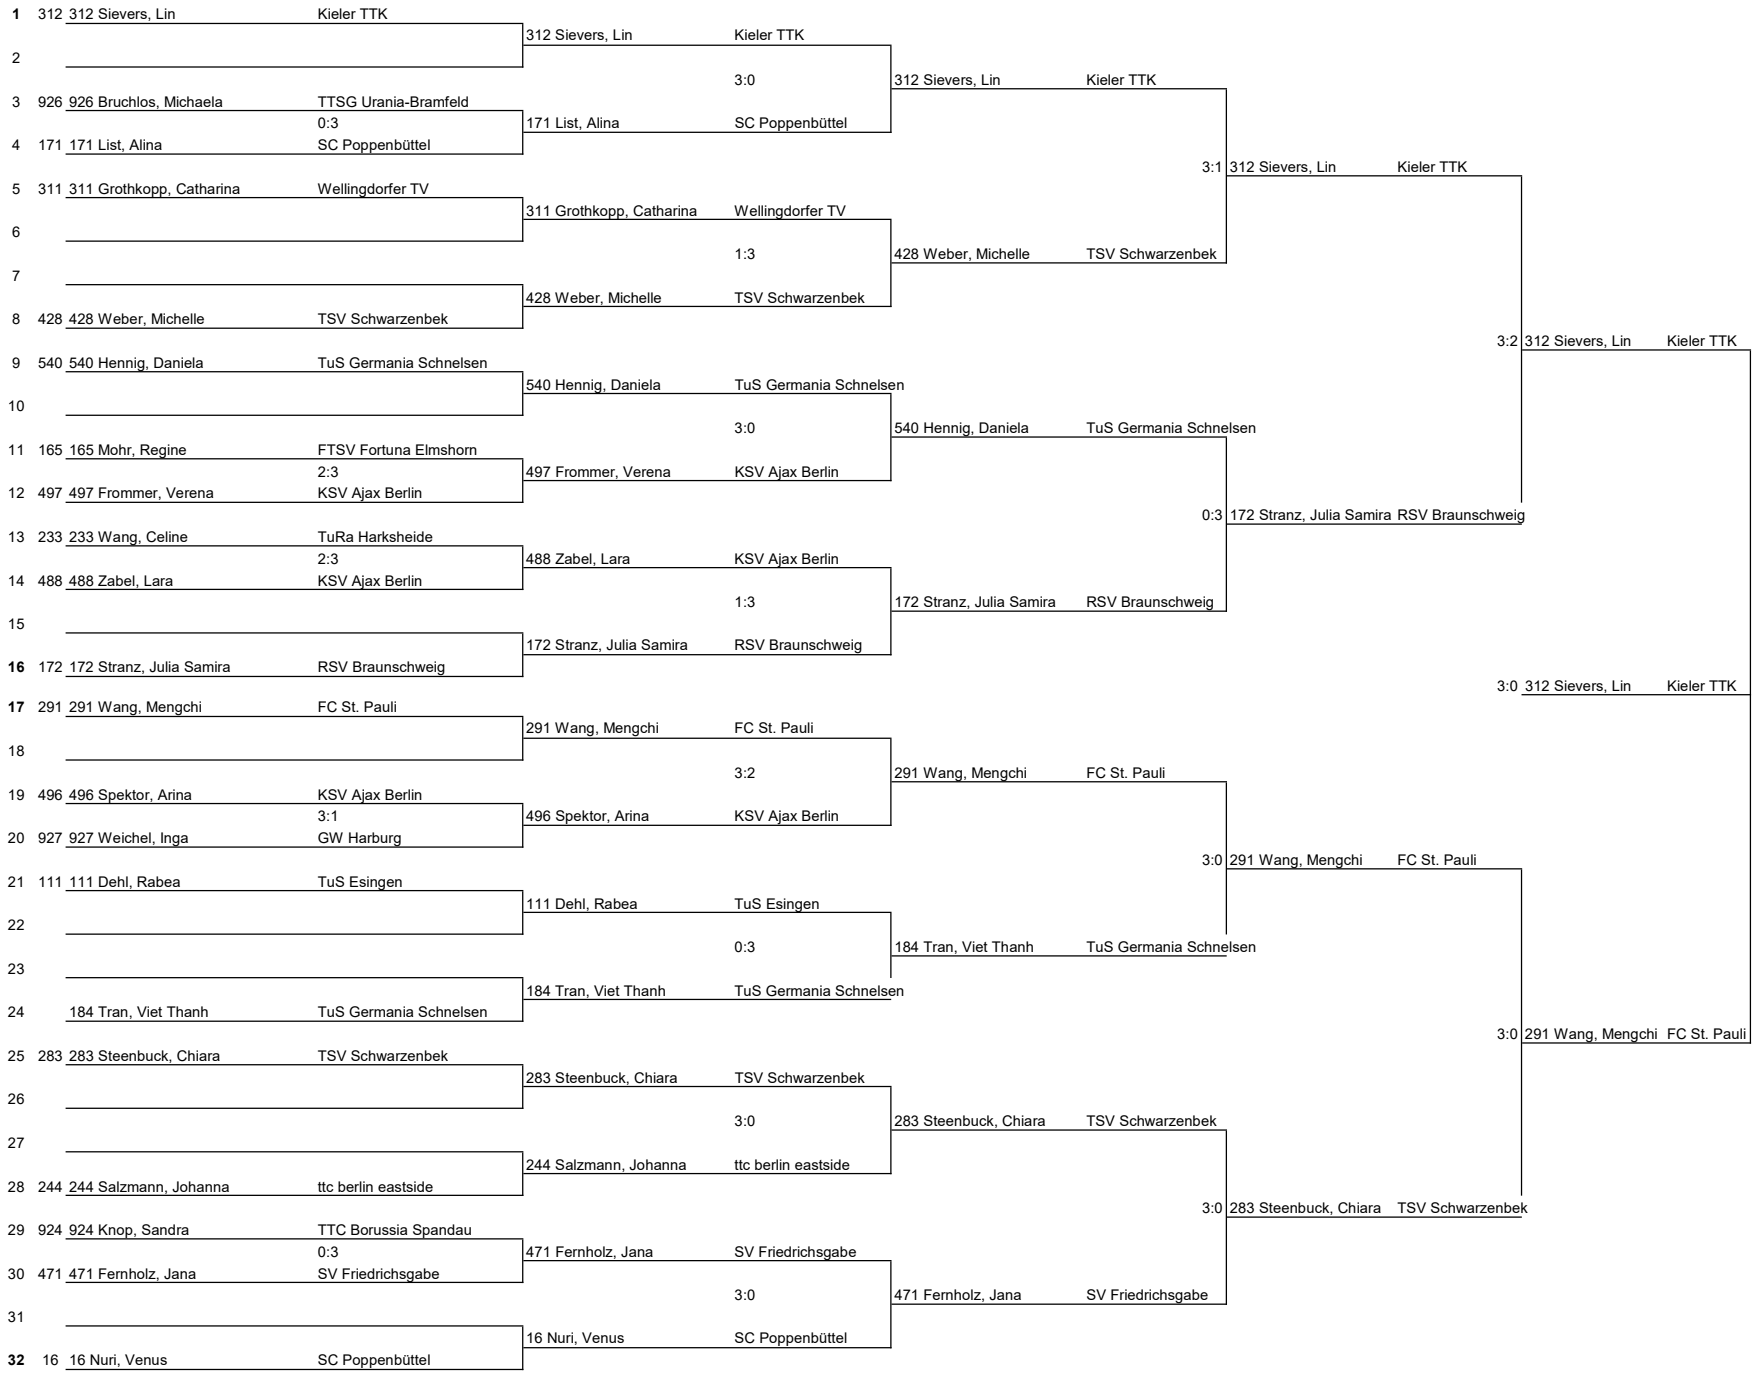 1 312 312 Sievers, Lin Kieler TTK
312 Sievers, Lin Kieler TTK
2
3:0 312 Sievers, Lin Kieler TTK
3 926 926 Bruchlos, Michaela TTSG Urania-Bramfeld
0:3 171 List, Alina SC Poppenbüttel
4 171 171 List, Alina SC Poppenbüttel
3:1 312 Sievers, Lin Kieler TTK
5 311 311 Grothkopp, Catharina Wellingdorfer TV
311 Grothkopp, Catharina Wellingdorfer TV
6
1:3 428 Weber, Michelle TSV Schwarzenbek
7
428 Weber, Michelle TSV Schwarzenbek
8 428 428 Weber, Michelle TSV Schwarzenbek
3:2 312 Sievers, Lin Kieler TTK
9 540 540 Hennig, Daniela TuS Germania Schnelsen
540 Hennig, Daniela TuS Germania Schnelsen
10
3:0 540 Hennig, Daniela TuS Germania Schnelsen
11 165 165 Mohr, Regine FTSV Fortuna Elmshorn
2:3 497 Frommer, Verena KSV Ajax Berlin
12 497 497 Frommer, Verena KSV Ajax Berlin
0:3 172 Stranz, Julia Samira RSV Braunschweig
13 233 233 Wang, Celine TuRa Harksheide
2:3 488 Zabel, Lara KSV Ajax Berlin
14 488 488 Zabel, Lara KSV Ajax Berlin
1:3 172 Stranz, Julia Samira RSV Braunschweig
15
172 Stranz, Julia Samira RSV Braunschweig
16 172 172 Stranz, Julia Samira RSV Braunschweig
3:0 312 Sievers, Lin Kieler TTK
17 291 291 Wang, Mengchi FC St. Pauli
291 Wang, Mengchi FC St. Pauli
18
3:2 291 Wang, Mengchi FC St. Pauli
19 496 496 Spektor, Arina KSV Ajax Berlin
3:1 496 Spektor, Arina KSV Ajax Berlin
20 927 927 Weichel, Inga GW Harburg
3:0 291 Wang, Mengchi FC St. Pauli
21 111 111 Dehl, Rabea TuS Esingen
111 Dehl, Rabea TuS Esingen
22
0:3 184 Tran, Viet Thanh TuS Germania Schnelsen
23
184 Tran, Viet Thanh TuS Germania Schnelsen
24 184 Tran, Viet Thanh TuS Germania Schnelsen
3:0 291 Wang, Mengchi FC St. Pauli
25 283 283 Steenbuck, Chiara TSV Schwarzenbek
283 Steenbuck, Chiara TSV Schwarzenbek
26
3:0 283 Steenbuck, Chiara TSV Schwarzenbek
27
244 Salzmann, Johanna ttc berlin eastside
28 244 244 Salzmann, Johanna ttc berlin eastside
3:0 283 Steenbuck, Chiara TSV Schwarzenbek
29 924 924 Knop, Sandra TTC Borussia Spandau
0:3 471 Fernholz, Jana SV Friedrichsgabe
30 471 471 Fernholz, Jana SV Friedrichsgabe
3:0 471 Fernholz, Jana SV Friedrichsgabe
31
16 Nuri, Venus SC Poppenbüttel
32 16 16 Nuri, Venus SC Poppenbüttel